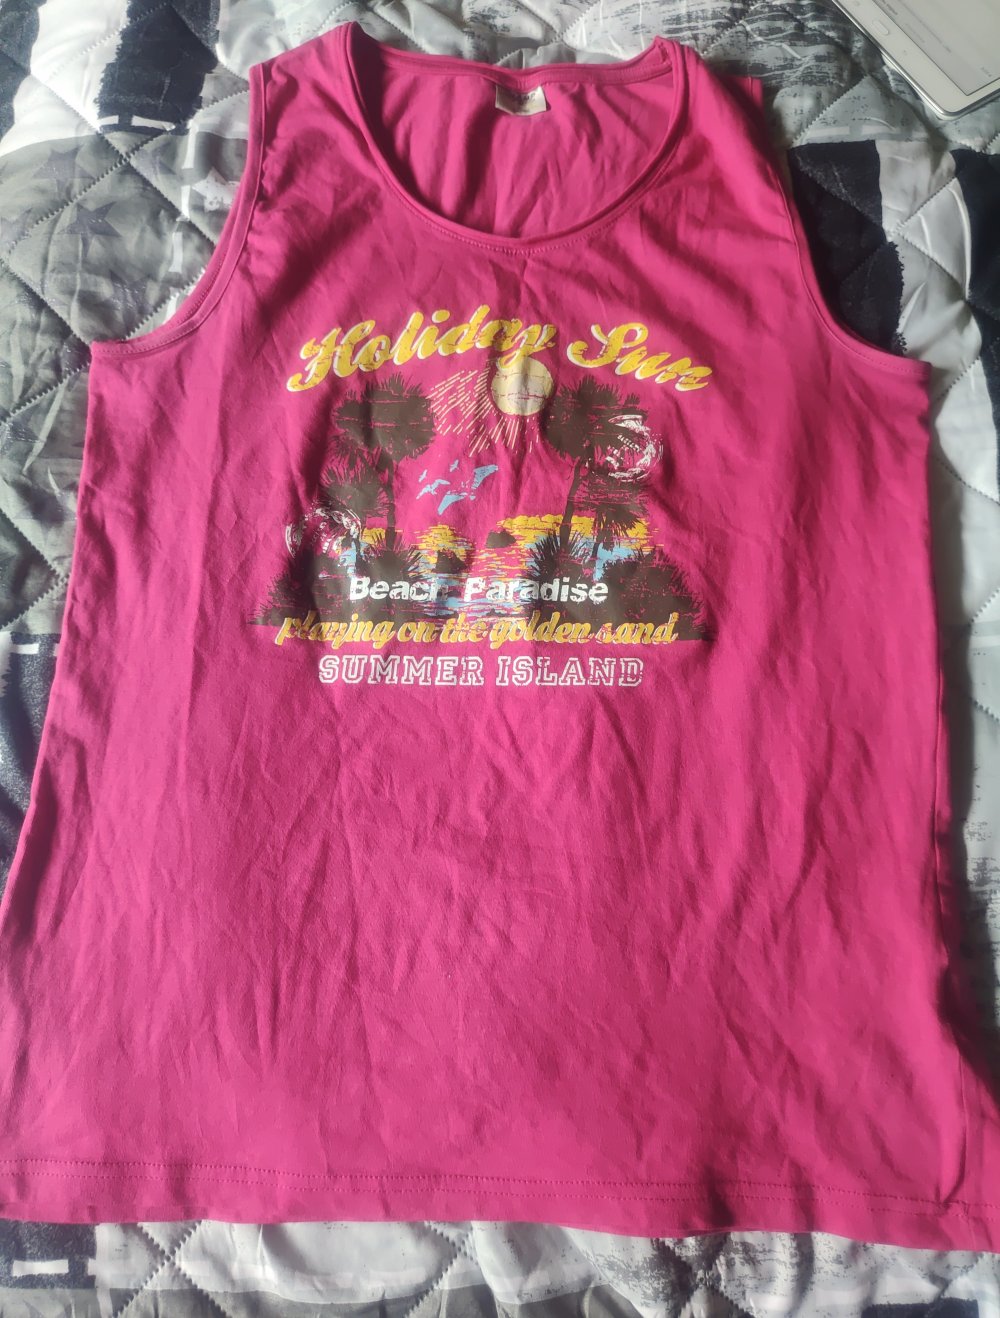 Holiday Sun
Beach Paradise
playing on the golden sand
SUMMER ISLAND